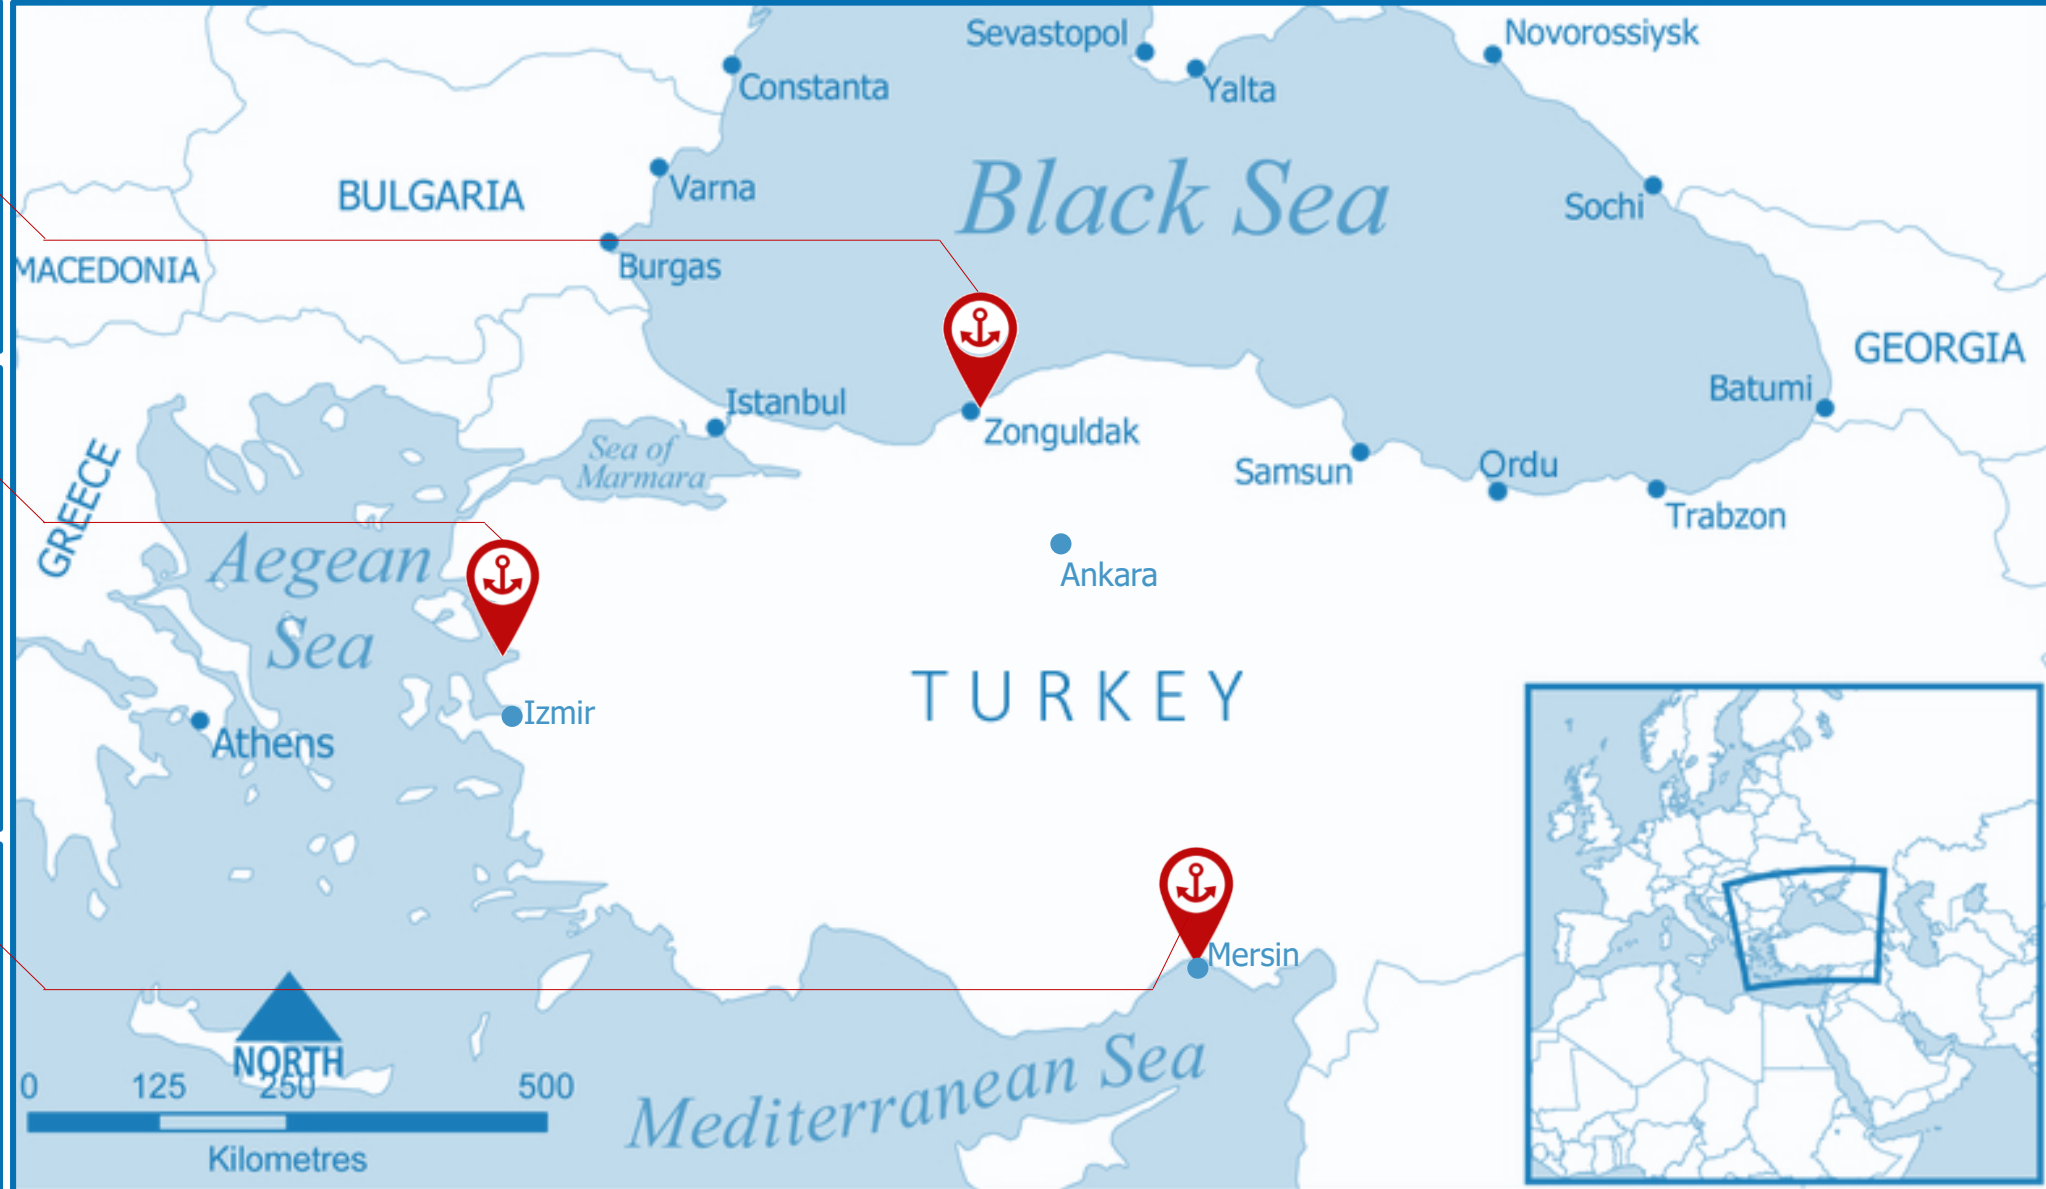 Sevastopol
Novorossiysk
Constanta
Yalta
BULGARIA
Varna
Black Sea
Sochi
MACEDONIA
Burgas
GEORGIA
Batumi
Istanbul
Zonguldak
Sea of
Marmara
Samsun
Ordu
Trabzon
GREECE
Aegean
Sea
Ankara
TURKEY
Izmir
Athens
Mersin
NORTH
0 125 250 500
Kilometres
Mediterranean Sea